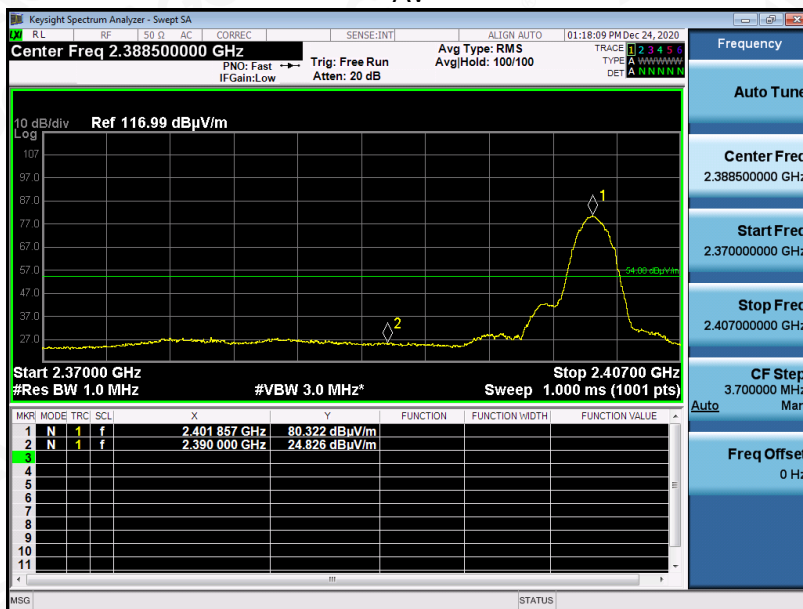 Keysight Spectrum Analyzer - Swept SA
LXI RL RF 50 Ω AC CORREC SENSE:INT ALIGN AUTO 01:18:09 PM Dec 24, 2020
Center Freq 2.388500000 GHz
PNO: Fast
IFGain:Low
Trig: Free Run
Atten: 20 dB
Avg Type: RMS
Avg|Hold: 100/100
TRACE 1 2 3 4 5 6
TYPE A WWWWW
DET A N N N N N
10 dB/div Ref 116.99 dBµV/m
Log
107
97.0
87.0
77.0
67.0
57.0
47.0
37.0
27.0
1
2
54.00 dBµV/m
Start 2.37000 GHz Stop 2.40700 GHz
#Res BW 1.0 MHz #VBW 3.0 MHz* Sweep 1.000 ms (1001 pts)
MKR MODE TRC SCL X Y FUNCTION FUNCTION WIDTH FUNCTION VALUE
1 N 1 f 2.401 857 GHz 80.322 dBµV/m
2 N 1 f 2.390 000 GHz 24.826 dBµV/m
3
4
5
6
7
8
9
10
11
MSG STATUS
Frequency
Auto Tune
Center Freq
2.388500000 GHz
Start Freq
2.370000000 GHz
Stop Freq
2.407000000 GHz
CF Step
3.700000 MHz
Auto Man
Freq Offset
0 Hz